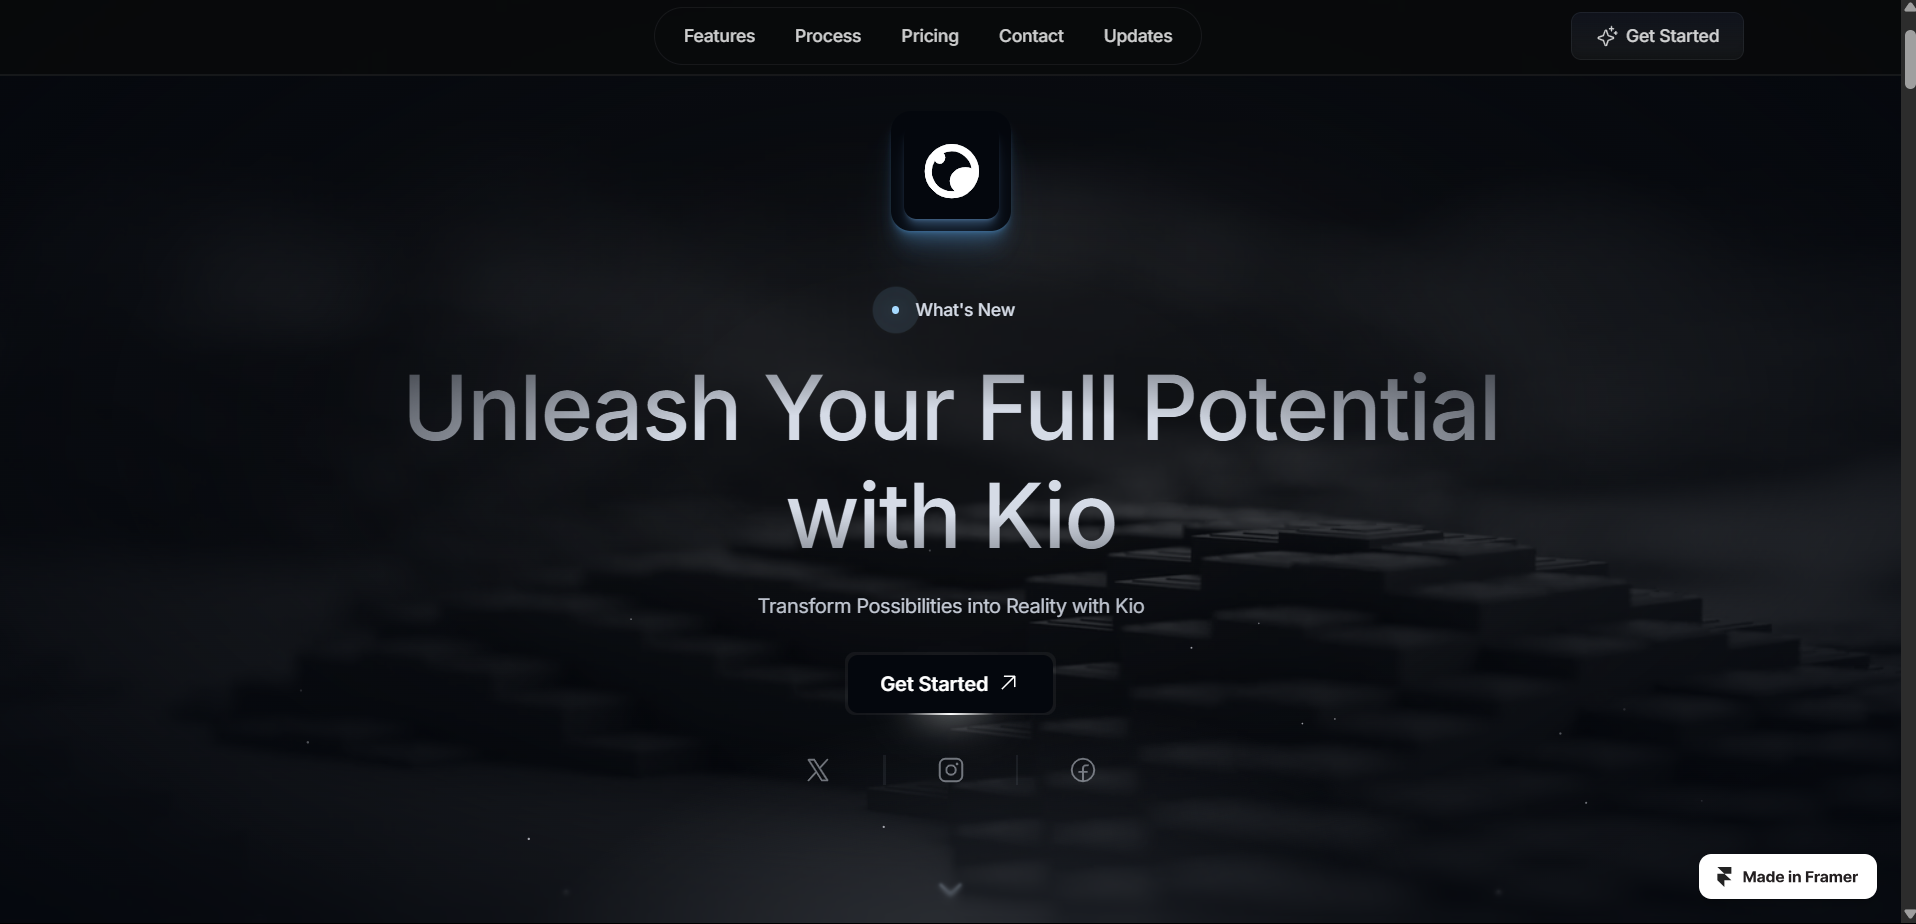 Features
Process
Pricing
Contact
Updates
Get Started
What's New
Unleash Your Full Potential
with Kio
Transform Possibilities into Reality with Kio
Get Started
Made in Framer